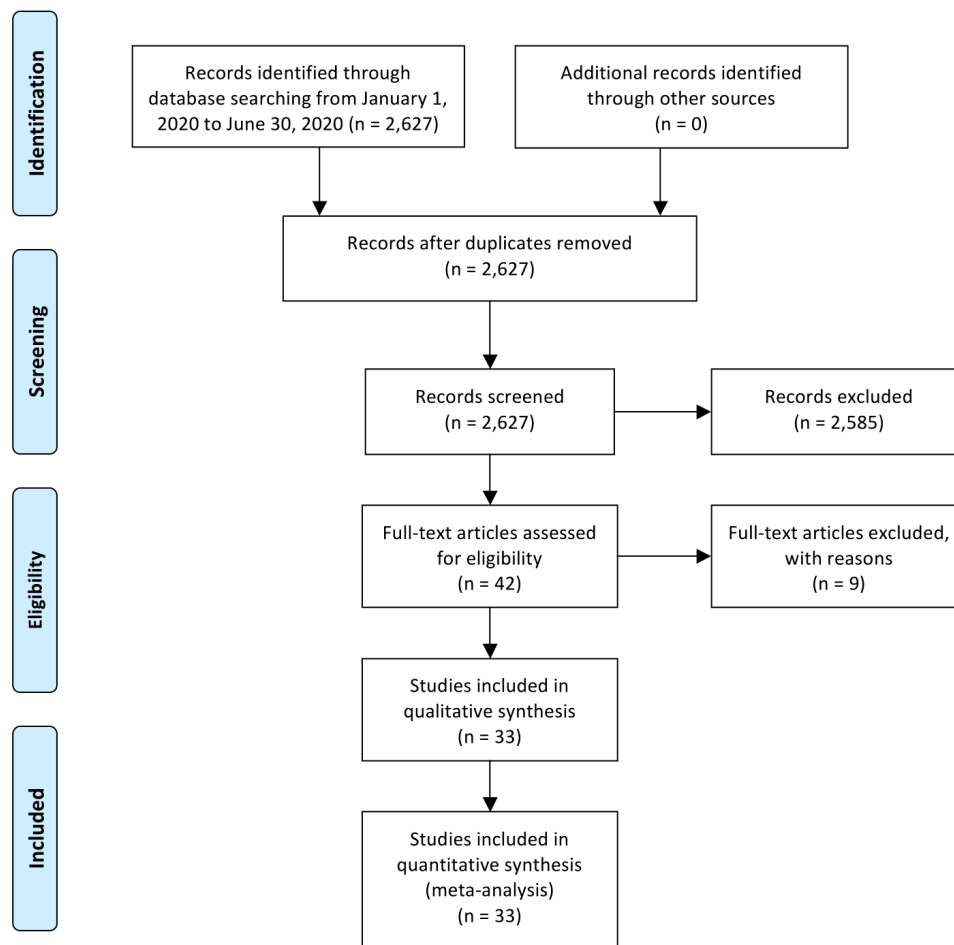 Identification
Records identified through
database searching from January 1,
2020 to June 30, 2020 (n = 2,627)
Additional records identified
through other sources
(n = 0)
Screening
Records after duplicates removed
(n = 2,627)
Records screened
(n = 2,627)
Records excluded
(n = 2,585)
Eligibility
Full-text articles assessed
for eligibility
(n = 42)
Full-text articles excluded,
with reasons
(n = 9)
Studies included in
qualitative synthesis
(n = 33)
Included
Studies included in
quantitative synthesis
(meta-analysis)
(n = 33)